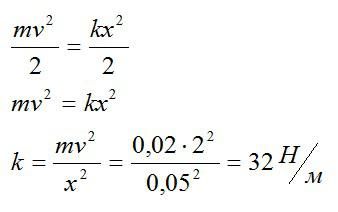 mv²/2 = kx²/2
mv² = kx²
k = mv²/x² = 0,02 · 2²/0,05² = 32 Н/м